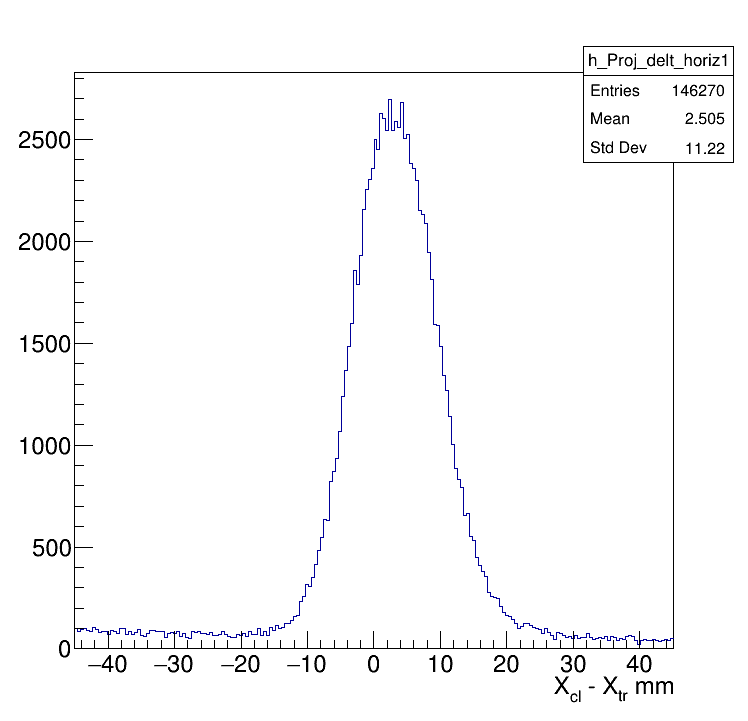 h_Proj_delt_horiz1
Entries 146270
Mean 2.505
Std Dev 11.22
2500
2000
1500
1000
500
0
−40 −30 −20 −10 0 10 20 30 40
X_cl - X_tr mm